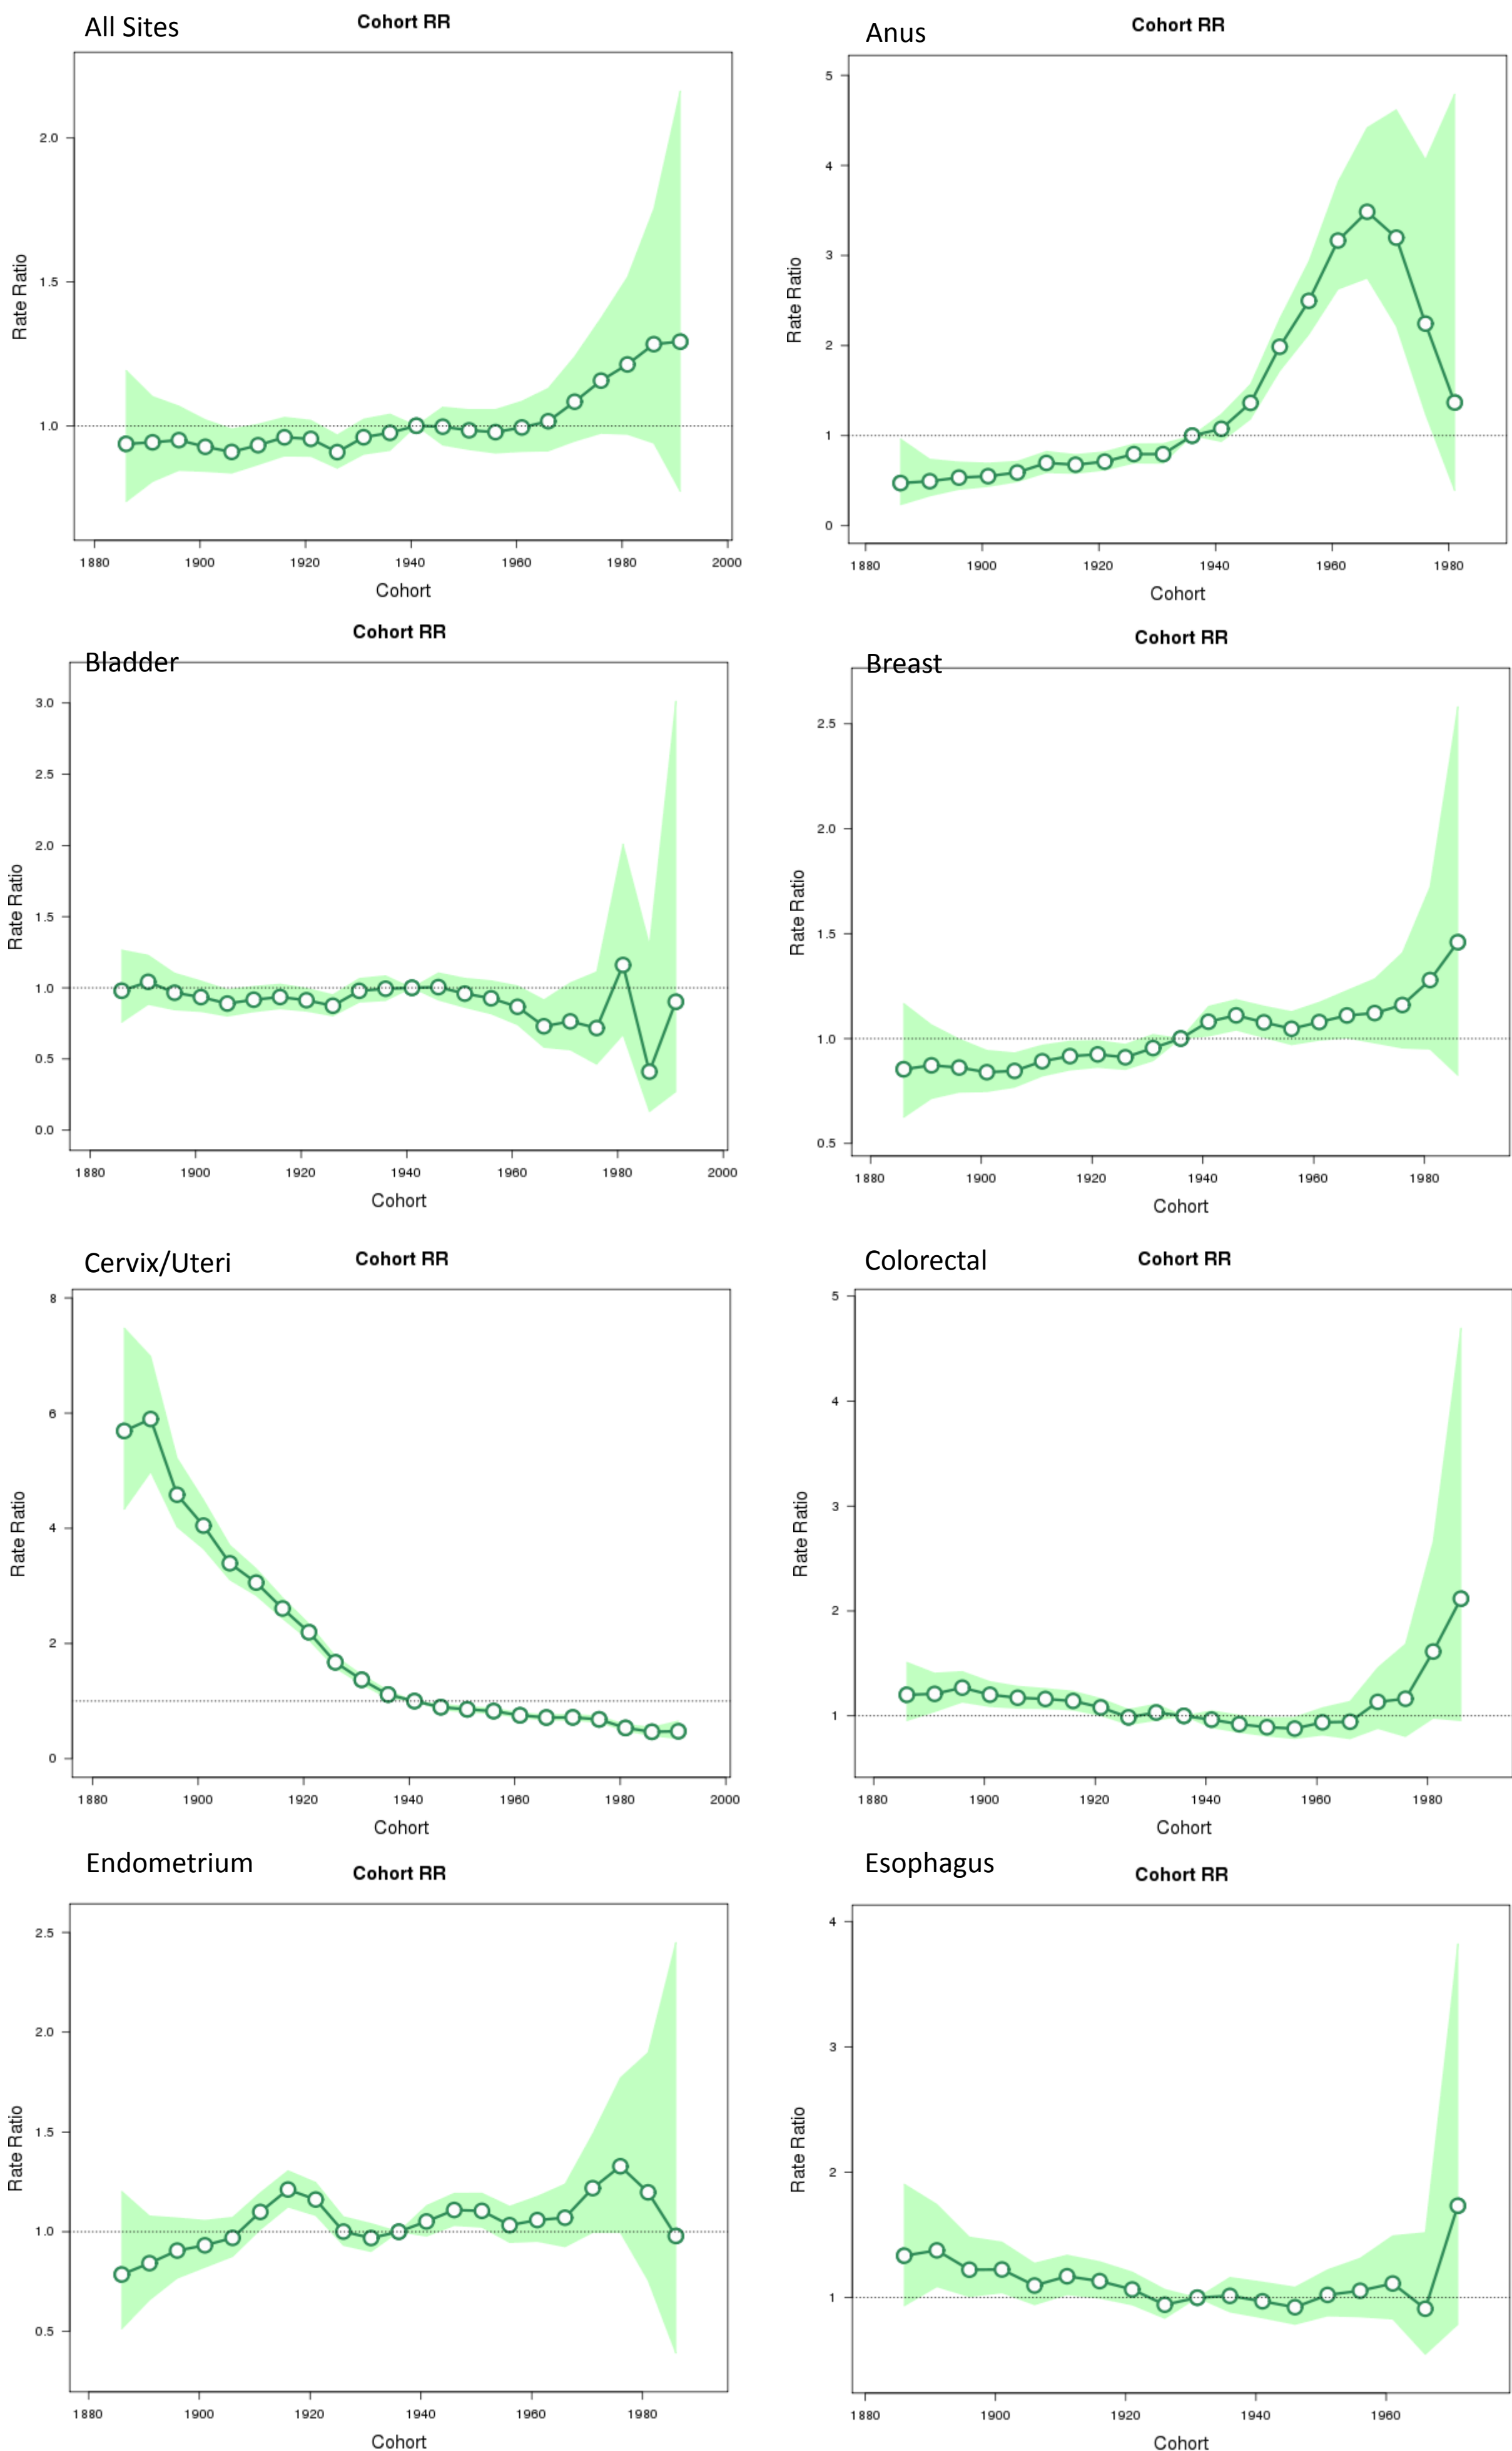 All Sites
Cohort RR
2.0
1.5
1.0
Rate Ratio
1880 1900 1920 1940 1960 1980 2000
Cohort
Anus
Cohort RR
5
4
3
2
1
0
Rate Ratio
1880 1900 1920 1940 1960 1980
Cohort
Bladder
Cohort RR
3.0
2.5
2.0
1.5
1.0
0.5
0.0
Rate Ratio
1880 1900 1920 1940 1960 1980 2000
Cohort
Breast
Cohort RR
2.5
2.0
1.5
1.0
0.5
Rate Ratio
1880 1900 1920 1940 1960 1980
Cohort
Cervix/Uteri
Cohort RR
8
6
4
2
0
Rate Ratio
1880 1900 1920 1940 1960 1980 2000
Cohort
Colorectal
Cohort RR
5
4
3
2
1
Rate Ratio
1880 1900 1920 1940 1960 1980
Cohort
Endometrium
Cohort RR
2.5
2.0
1.5
1.0
0.5
Rate Ratio
1880 1900 1920 1940 1960 1980
Cohort
Esophagus
Cohort RR
4
3
2
1
Rate Ratio
1880 1900 1920 1940 1960
Cohort